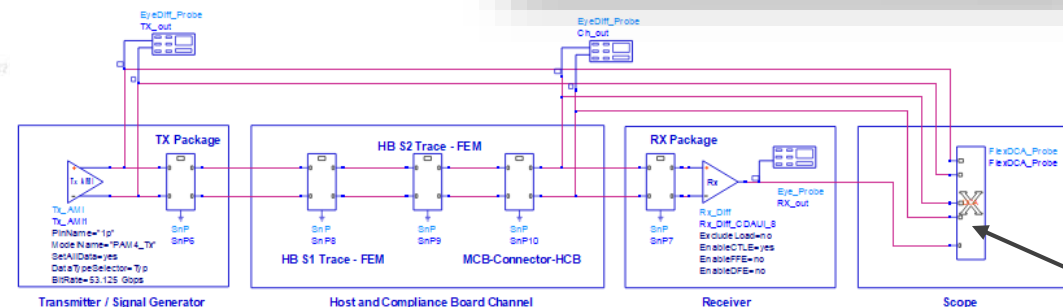 EyeDiff_Probe
TX_out
EyeDiff_Probe
Ch_out
TX Package
Tx AMI
Tx_AMI
Tx_AMI1
PinName="1p"
ModelName="PAM4_Tx"
SetAllData=yes
DataTypeSelector=Typ
BitRate=53.125 Gbps
SnP
SnP6
Transmitter / Signal Generator
HB S2 Trace - FEM
SnP
SnP8
HB S1 Trace - FEM
SnP
SnP9
SnP
SnP10
MCB-Connector-HCB
Host and Compliance Board Channel
RX Package
SnP
SnP7
Rx
Rx_Diff
Rx_Diff_CDAUI_8
ExcludeLoad=no
EnableCTLE=yes
EnableFFE=no
EnableDFE=no
Eye_Probe
RX_out
Receiver
FlexDCA_Probe
FlexDCA_Probe
Scope